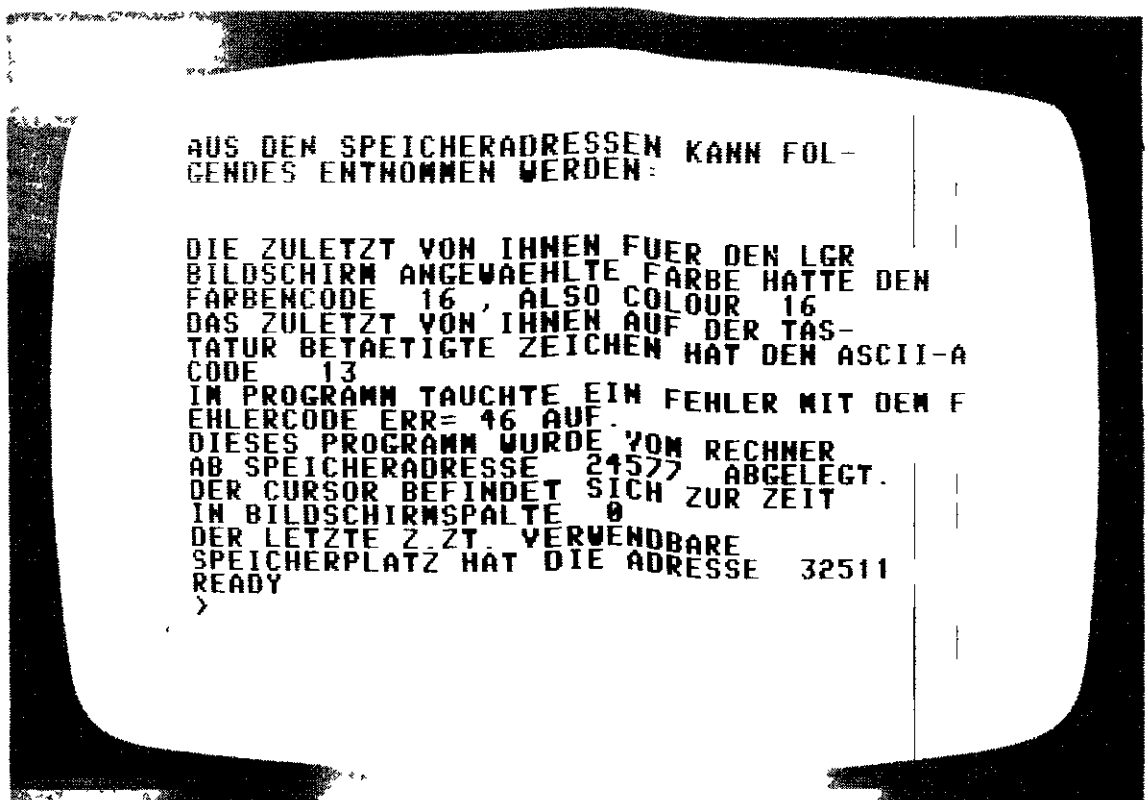 AUS DEN SPEICHERADRESSEN KANN FOL-
GENDES ENTNOMMEN WERDEN:
DIE ZULETZT VON IHNEN FUER DEN LGR
BILDSCHIRM ANGEWAEHLTE FARBE HATTE DEN
FARBENCODE 16 , ALSO COLOUR 16
DAS ZULETZT VON IHNEN AUF DER TAS-
TATUR BETAETIGTE ZEICHEN HAT DEN ASCII-A
CODE 13
IM PROGRAMM TAUCHTE EIN FEHLER MIT DEM F
EHLERCODE ERR= 46 AUF.
DIESES PROGRAMM WURDE VOM RECHNER
AB SPEICHERADRESSE 24577 ABGELEGT.
DER CURSOR BEFINDET SICH ZUR ZEIT
IN BILDSCHIRMSPALTE 0
DER LETZTE Z.ZT. VERWENDBARE
SPEICHERPLATZ HAT DIE ADRESSE 32511
READY
>